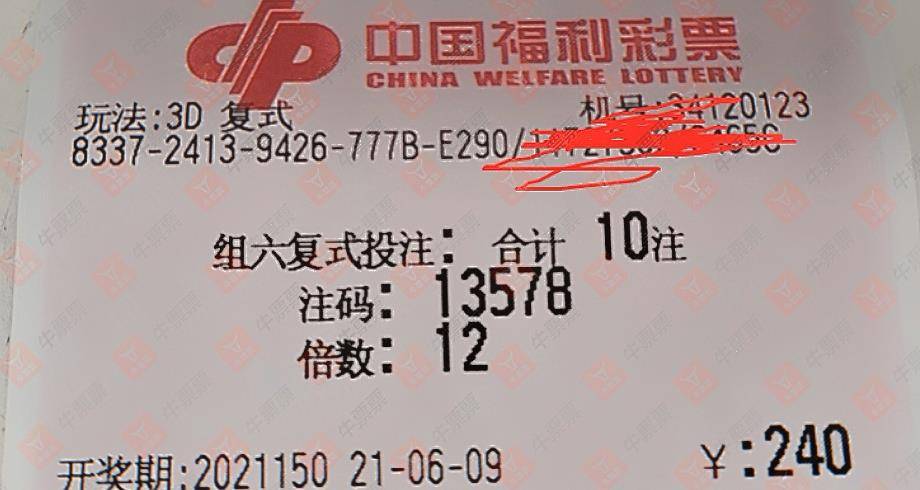 中国福利彩票
CHINA WELFARE LOTTERY
玩法:3D 复式 机号:34120123
8337-2413-9426-777B-E290/
组六复式投注: 合计 10注
注码: 13578
倍数: 12
开奖期:2021150 21-06-09 ¥:240